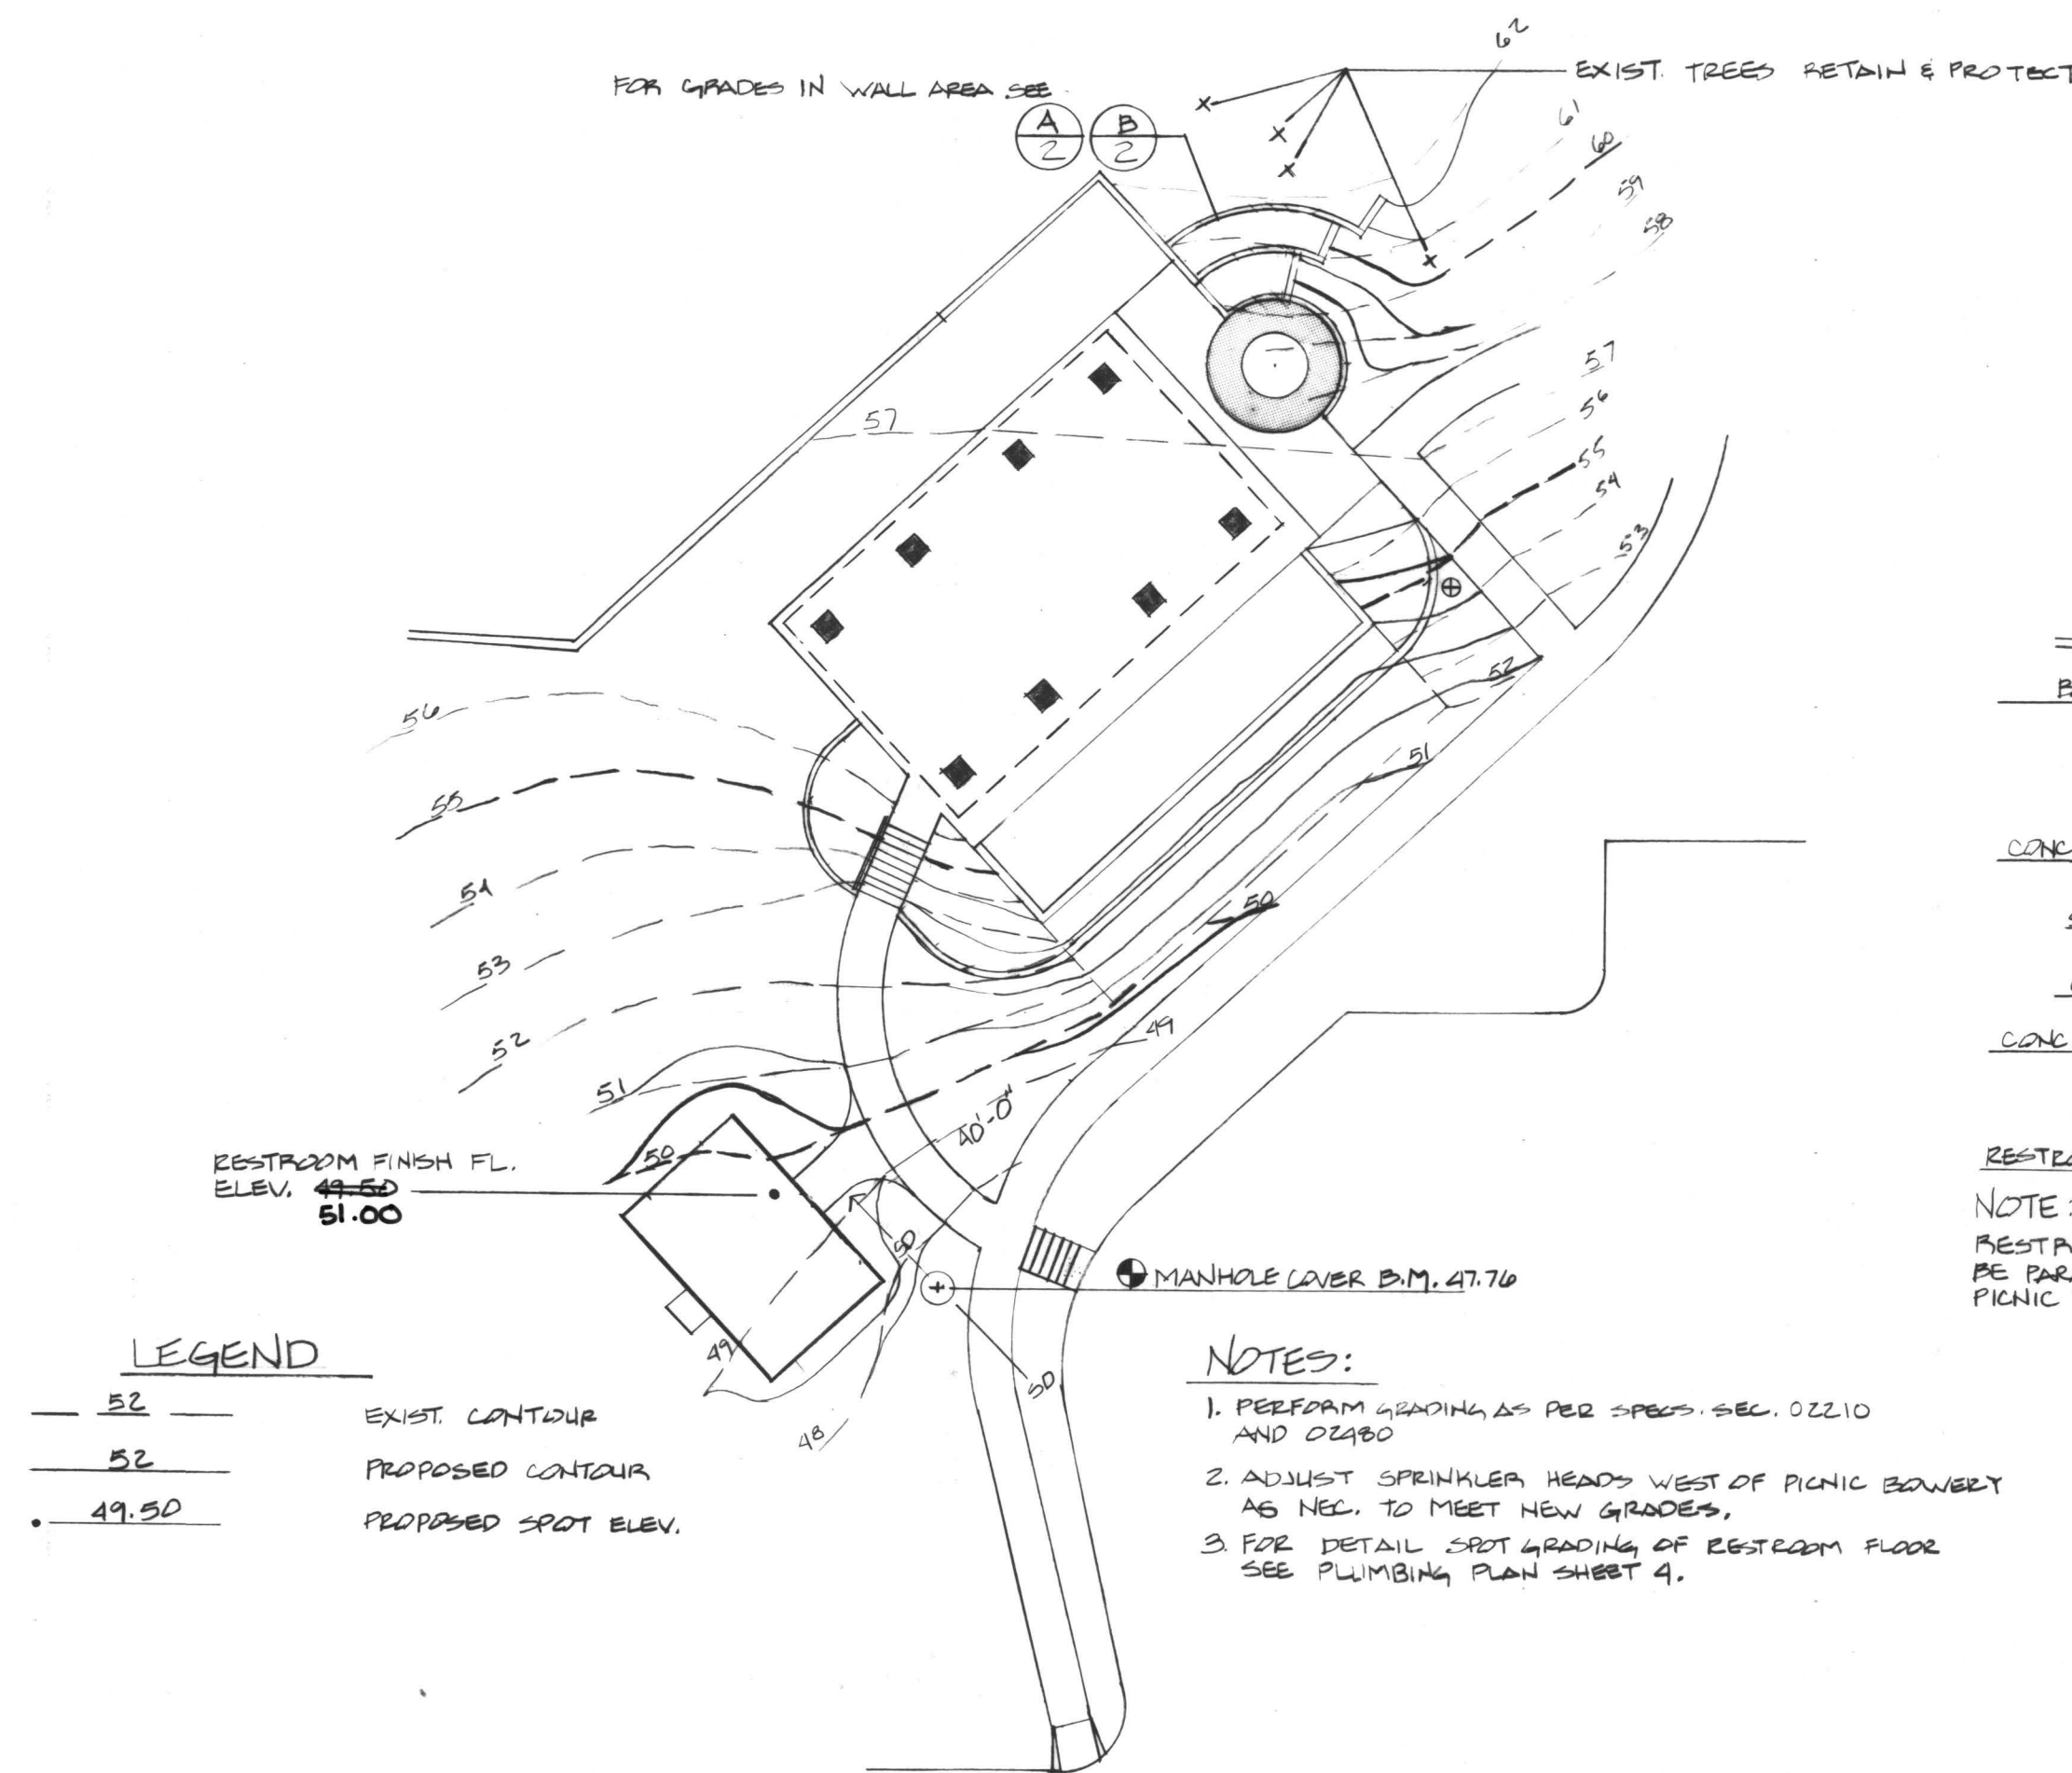 FOR GRADES IN WALL AREA SEE
A
2
B
2
EXIST. TREES RETAIN & PROTECT
62
61
60
59
58
57
56
55
54
53
57
52
51
50
49
56
55
54
53
52
51
50
40'-0"
50
49
48
50
RESTROOM FINISH FL.
ELEV. 49.50
51.00
MANHOLE COVER B.M. 47.76
LEGEND
52
EXIST. CONTOUR
52
PROPOSED CONTOUR
49.50
PROPOSED SPOT ELEV.
NOTES:
1. PERFORM GRADING AS PER SPECS. SEC. 02210
AND 02480
2. ADJUST SPRINKLER HEADS WEST OF PICNIC BOWERY
AS NEC. TO MEET NEW GRADES.
3. FOR DETAIL SPOT GRADING OF RESTROOM FLOOR
SEE PLUMBING PLAN SHEET 4.
CONC
CONC
RESTRO
NOTE:
RESTR
BE PAR
PICNIC